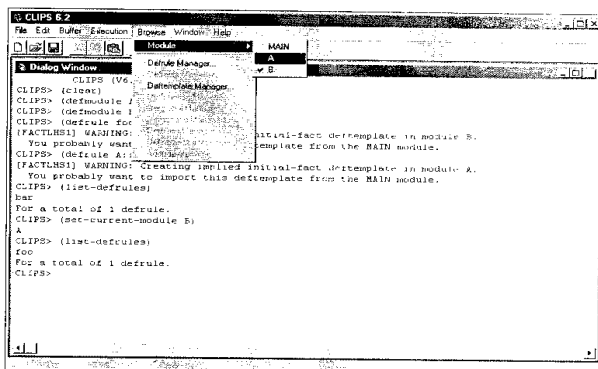 CLIPS 6.2
File Edit Buffer Execution Browse Window Help
Module
MAIN
A
B
Defrule Manager...
Deftemplate Manager...
Dialog Window
CLIPS (V6.
CLIPS> (clear)
CLIPS> (defmodule
CLIPS> (defmodule
CLIPS> (defrule foo
[FACTLHS1] WARNING: initial-fact deftemplate in module B.
You probably want template from the MAIN module.
CLIPS> (defrule A:
[FACTLHS1] WARNING: Creating implied initial-fact deftemplate in module A.
You probably want to import this deftemplate from the MAIN module.
CLIPS> (list-defrules)
bar
For a total of 1 defrule.
CLIPS> (set-current-module B)
A
CLIPS> (list-defrules)
foo
For a total of 1 defrule.
CLIPS>